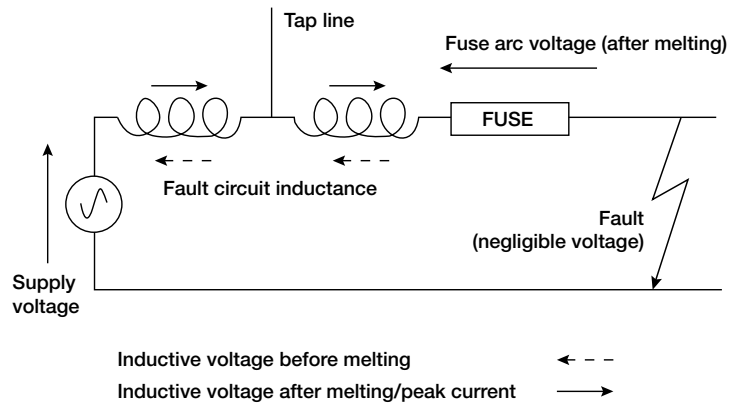 Tap line
Fuse arc voltage (after melting)
FUSE
Fault circuit inductance
Fault
(negligible voltage)
Supply
voltage
Inductive voltage before melting
Inductive voltage after melting/peak current